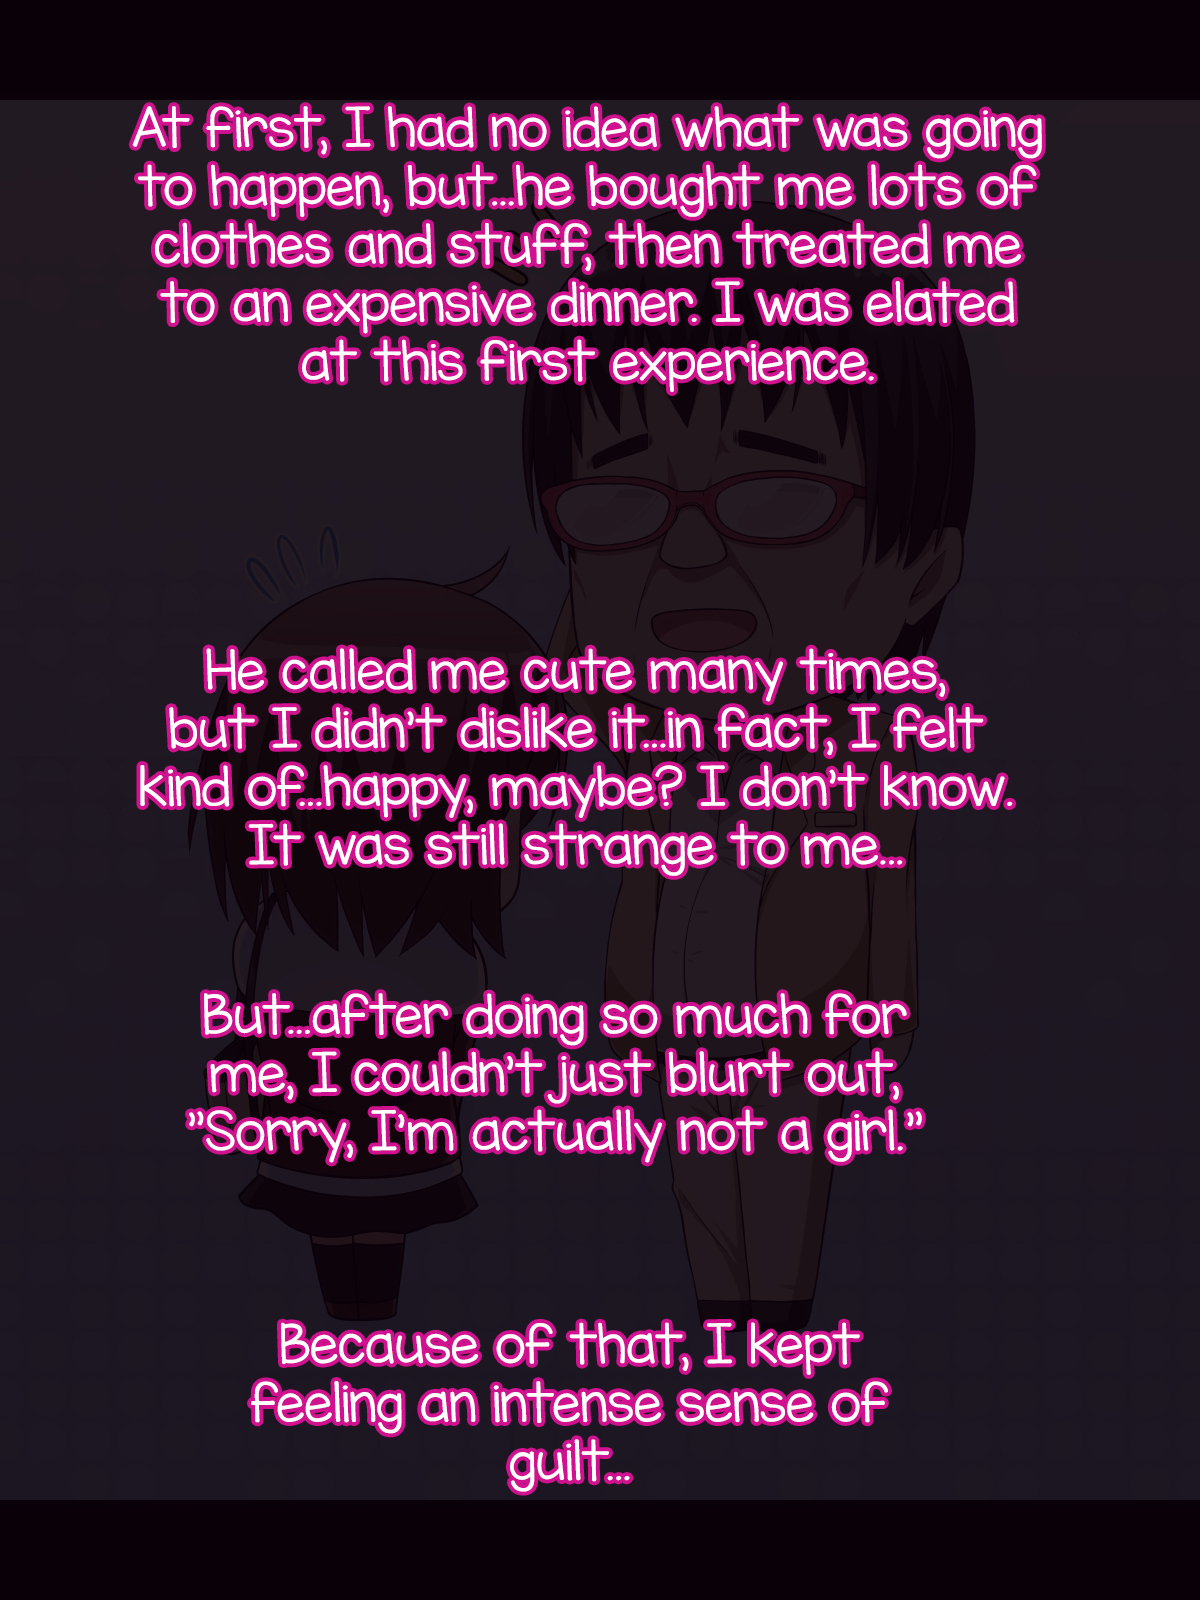 At first, I had no idea what was going
to happen, but...he bought me lots of
clothes and stuff, then treated me
to an expensive dinner. I was elated
at this first experience.
He called me cute many times,
but I didn't dislike it...in fact, I felt
kind of...happy, maybe? I don't know.
It was still strange to me...
But...after doing so much for
me, I couldn't just blurt out,
"Sorry, I'm actually not a girl."
Because of that, I kept
feeling an intense sense of
guilt...